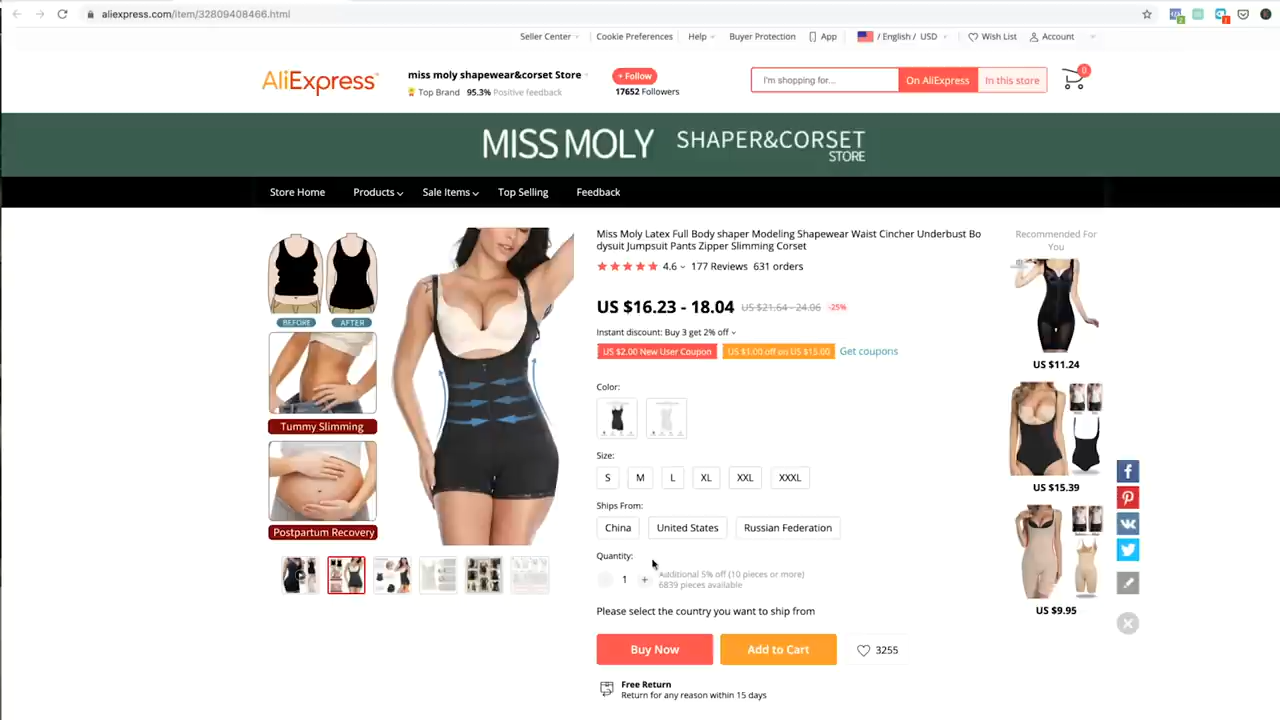 aliexpress.com/item/32809408466.html
Seller Center
Cookie Preferences
Help
Buyer Protection
App
/ English / USD
Wish List
Account
AliExpress
miss moly shapewear&corset Store
Top Brand 95.3% Positive feedback
+ Follow
17652 Followers
I'm shopping for...
On AliExpress
In this store
0
MISS MOLY SHAPER&CORSET
STORE
Store Home
Products
Sale Items
Top Selling
Feedback
BEFORE
AFTER
Tummy Slimming
Postpartum Recovery
Miss Moly Latex Full Body shaper Modeling Shapewear Waist Cincher Underbust Bo
dysuit Jumpsuit Pants Zipper Slimming Corset
4.6 177 Reviews 631 orders
US $16.23 - 18.04 US $21.64 - 24.06 -25%
Instant discount: Buy 3 get 2% off
US $2.00 New User Coupon
US $1.00 off on US $15.00
Get coupons
Color:
Size:
S
M
L
XL
XXL
XXXL
Ships From:
China
United States
Russian Federation
Quantity:
1 +
Additional 5% off (10 pieces or more)
6839 pieces available
Please select the country you want to ship from
Buy Now
Add to Cart
3255
Free Return
Return for any reason within 15 days
Recommended For
You
US $11.24
US $15.39
US $9.95